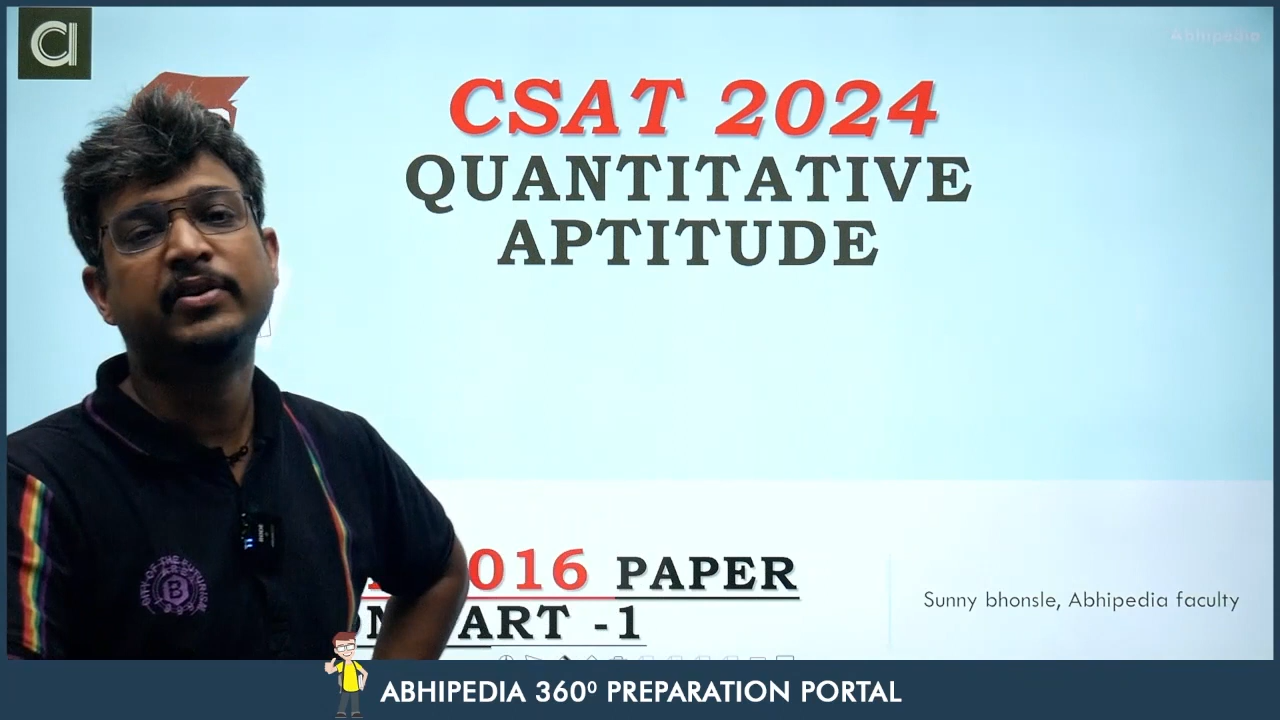 Abhipedia
CSAT 2024
QUANTITATIVE
APTITUDE
016 PAPER
ART -1
Sunny bhonsle, Abhipedia faculty
ABHIPEDIA 360⁰ PREPARATION PORTAL